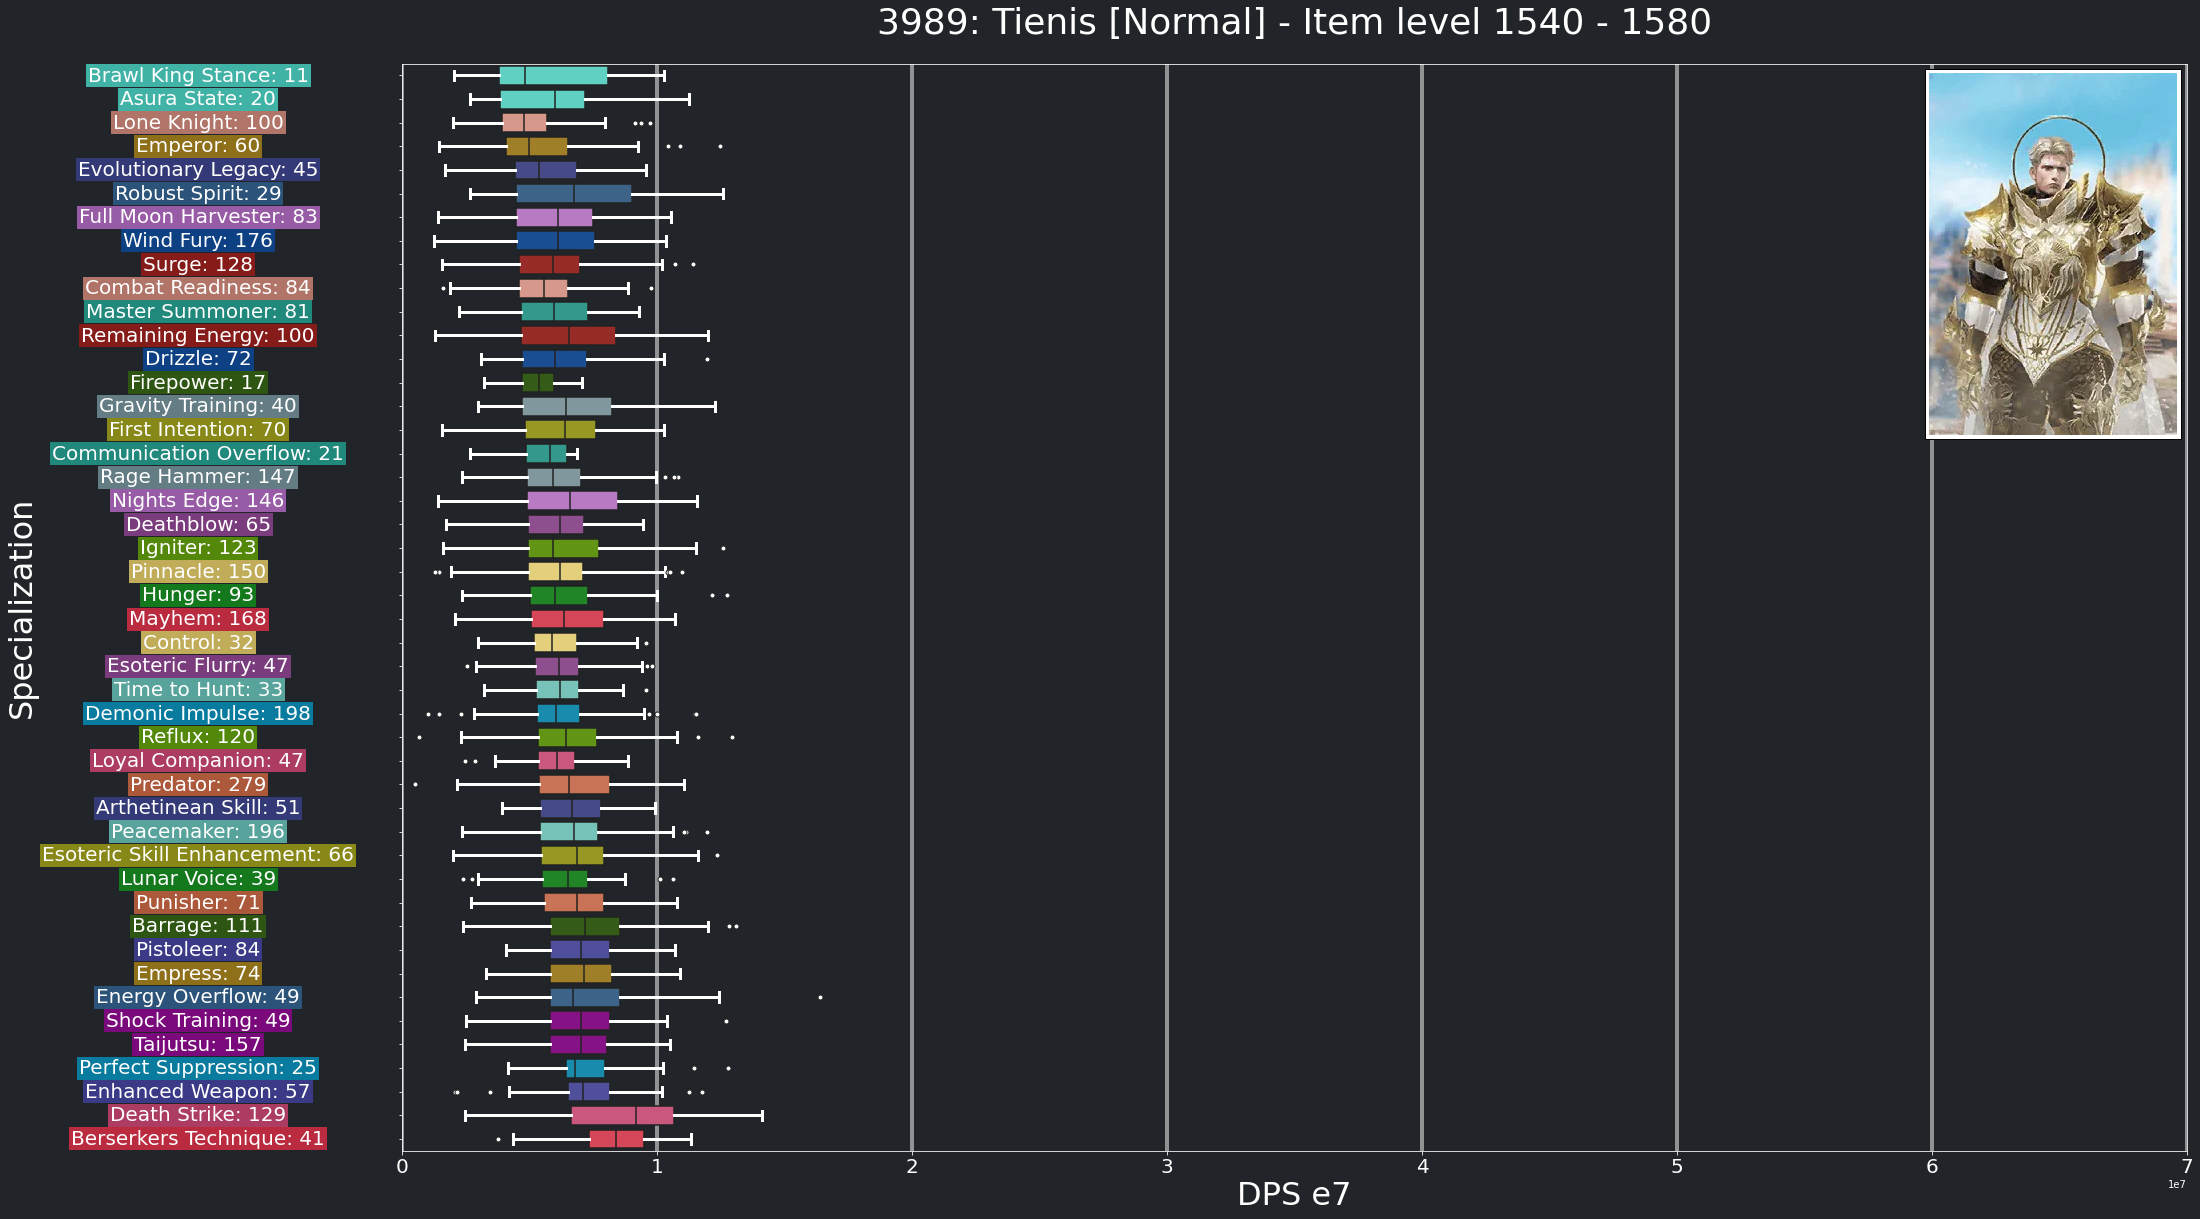 3989: Tienis [Normal] - Item level 1540 - 1580
Specialization
Brawl King Stance: 11
Asura State: 20
Lone Knight: 100
Emperor: 60
Evolutionary Legacy: 45
Robust Spirit: 29
Full Moon Harvester: 83
Wind Fury: 176
Surge: 128
Combat Readiness: 84
Master Summoner: 81
Remaining Energy: 100
Drizzle: 72
Firepower: 17
Gravity Training: 40
First Intention: 70
Communication Overflow: 21
Rage Hammer: 147
Nights Edge: 146
Deathblow: 65
Igniter: 123
Pinnacle: 150
Hunger: 93
Mayhem: 168
Control: 32
Esoteric Flurry: 47
Time to Hunt: 33
Demonic Impulse: 198
Reflux: 120
Loyal Companion: 47
Predator: 279
Arthetinean Skill: 51
Peacemaker: 196
Esoteric Skill Enhancement: 66
Lunar Voice: 39
Punisher: 71
Barrage: 111
Pistoleer: 84
Empress: 74
Energy Overflow: 49
Shock Training: 49
Taijutsu: 157
Perfect Suppression: 25
Enhanced Weapon: 57
Death Strike: 129
Berserkers Technique: 41
0 1 2 3 4 5 6 7
1e7
DPS e7